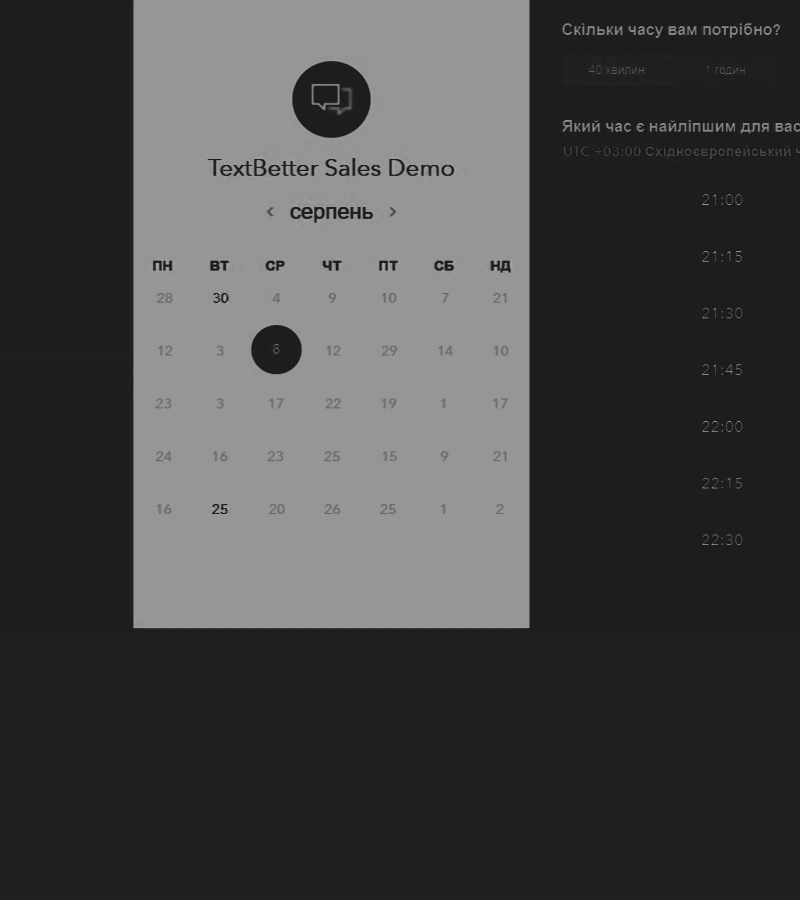 TextBetter Sales Demo
серпень
ПН ВТ СР ЧТ ПТ СБ НД
28 30 4 9 10 7 21
12 3 8 12 29 14 10
23 3 17 22 19 1 17
24 16 23 25 15 9 21
16 25 20 26 25 1 2
Скільки часу вам потрібно?
40 хвилин 1 годин
Який час є найліпшим для вас
UTC +03:00 Східноєвропейський ч
21:00
21:15
21:30
21:45
22:00
22:15
22:30